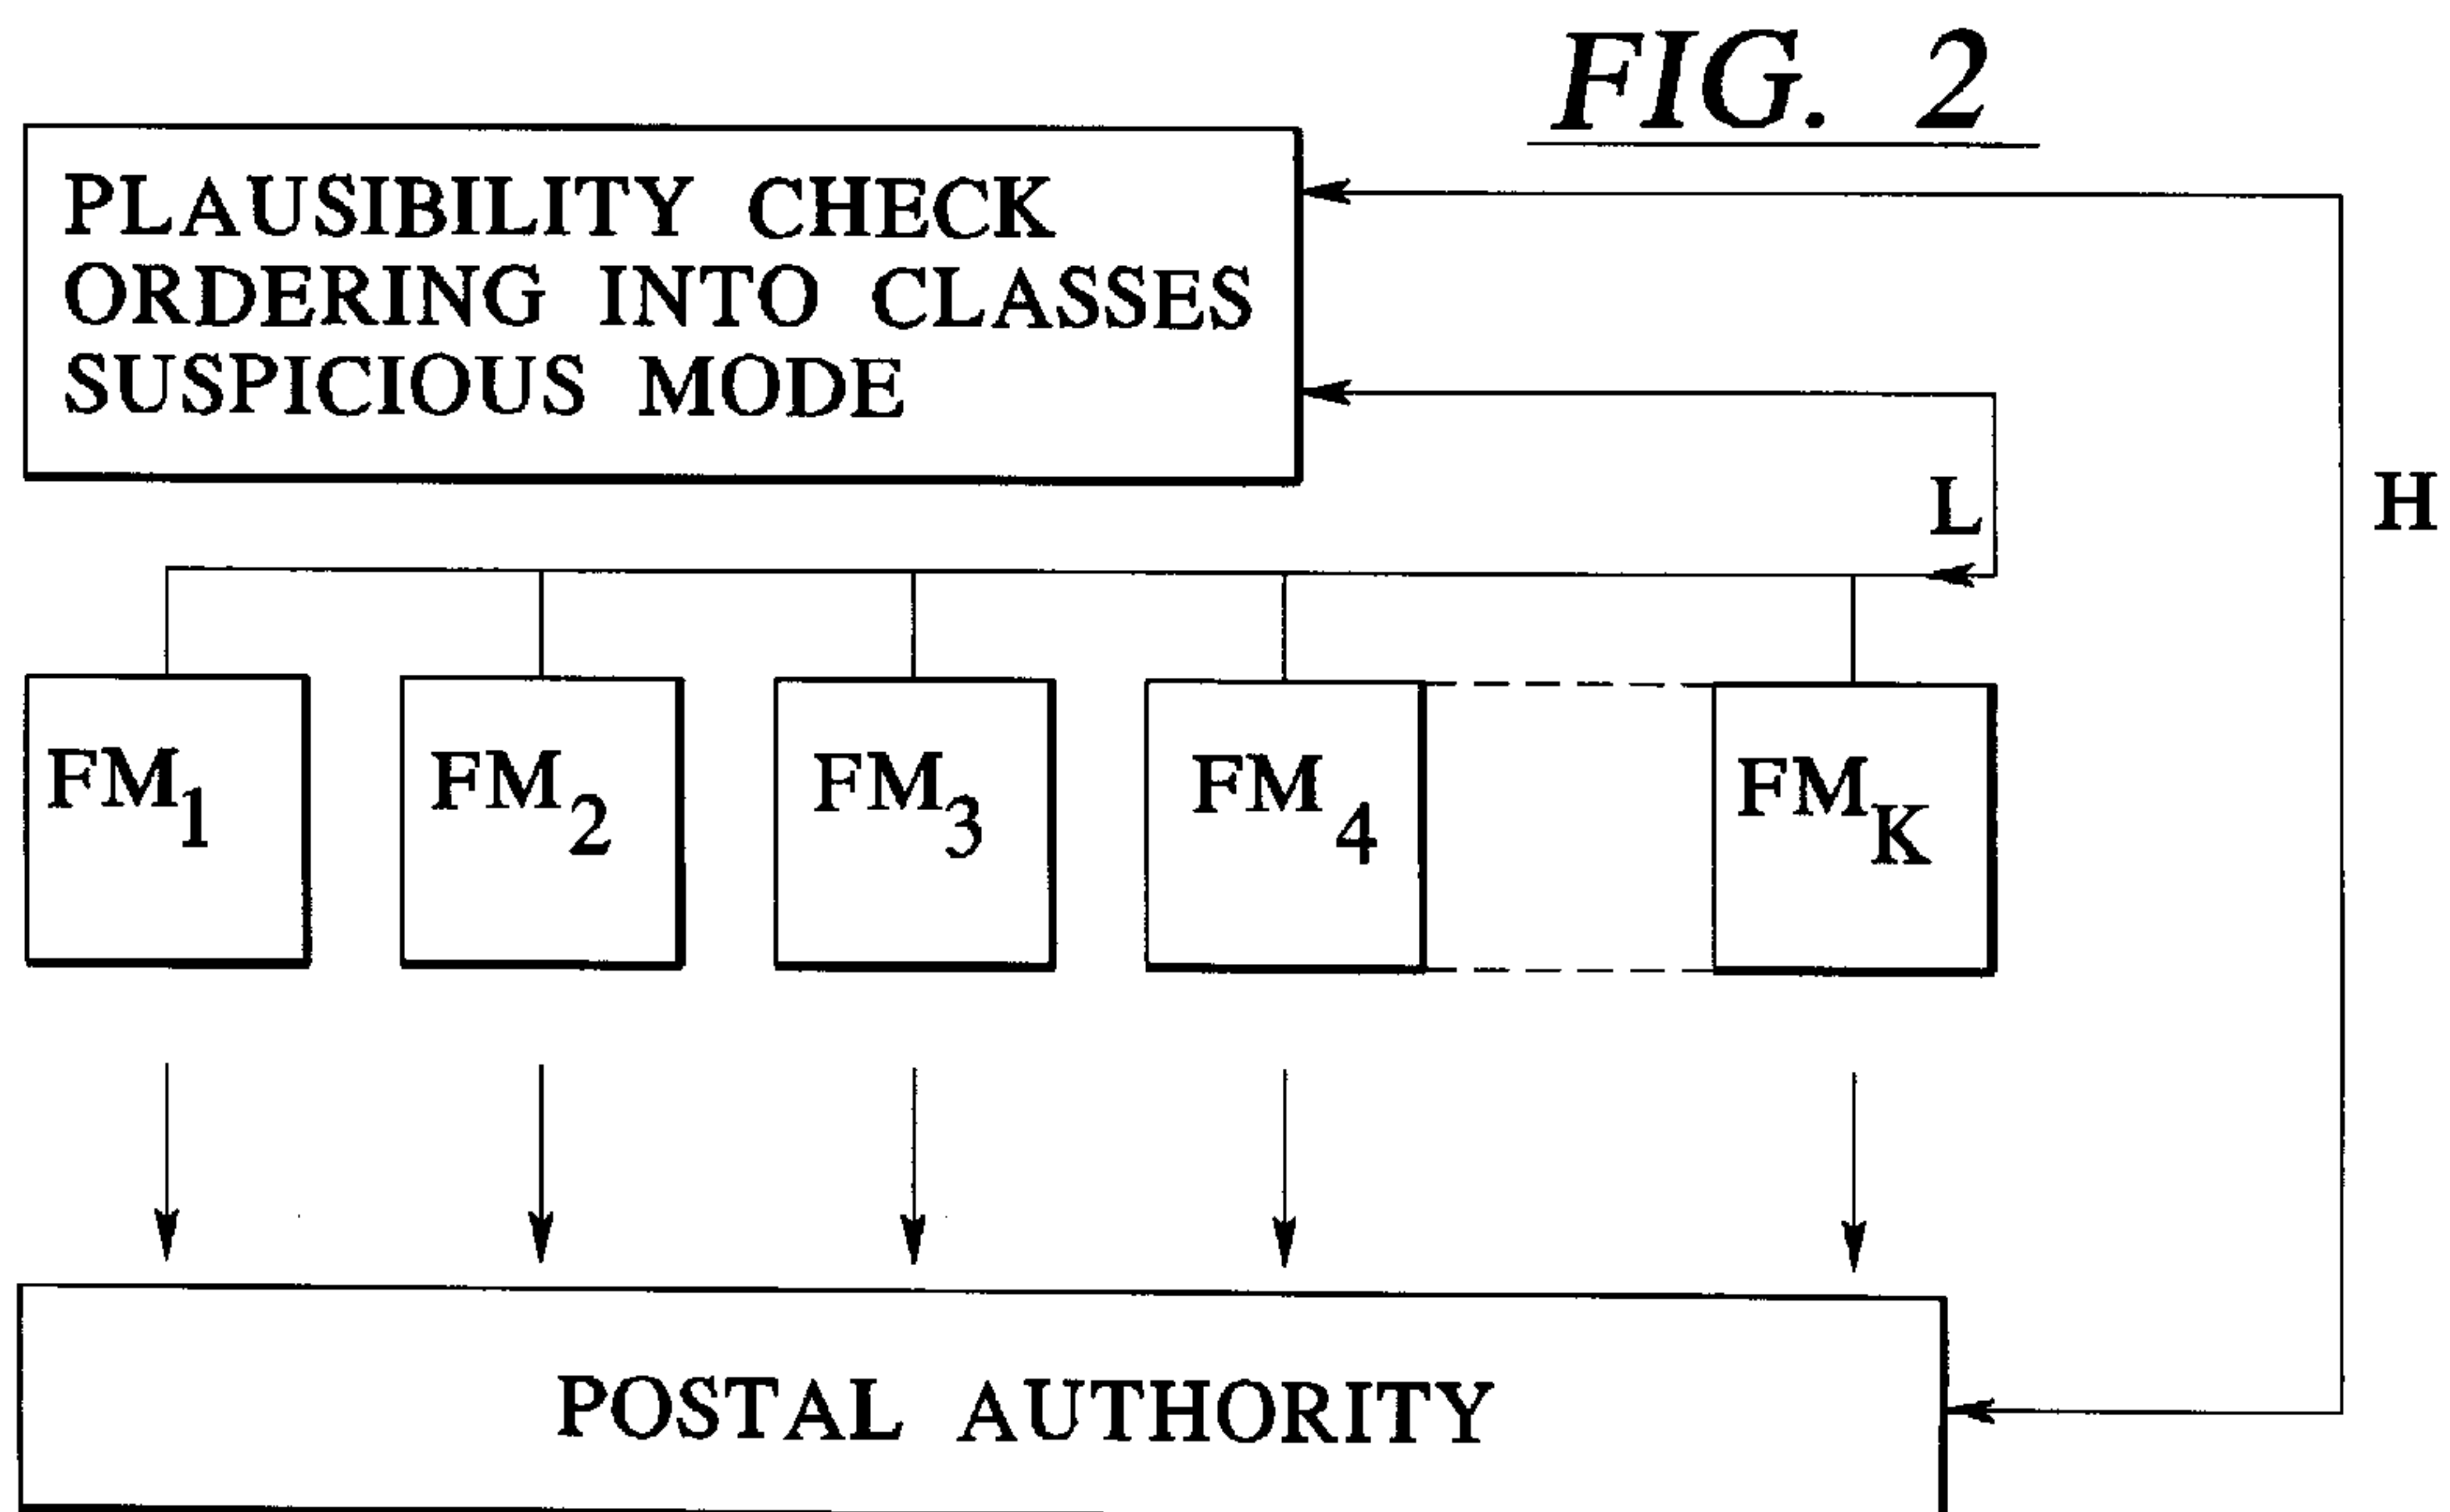 FIG. 2
PLAUSIBILITY CHECK
ORDERING INTO CLASSES
SUSPICIOUS MODE
L
H
FM1
FM2
FM3
FM4
FMK
POSTAL AUTHORITY